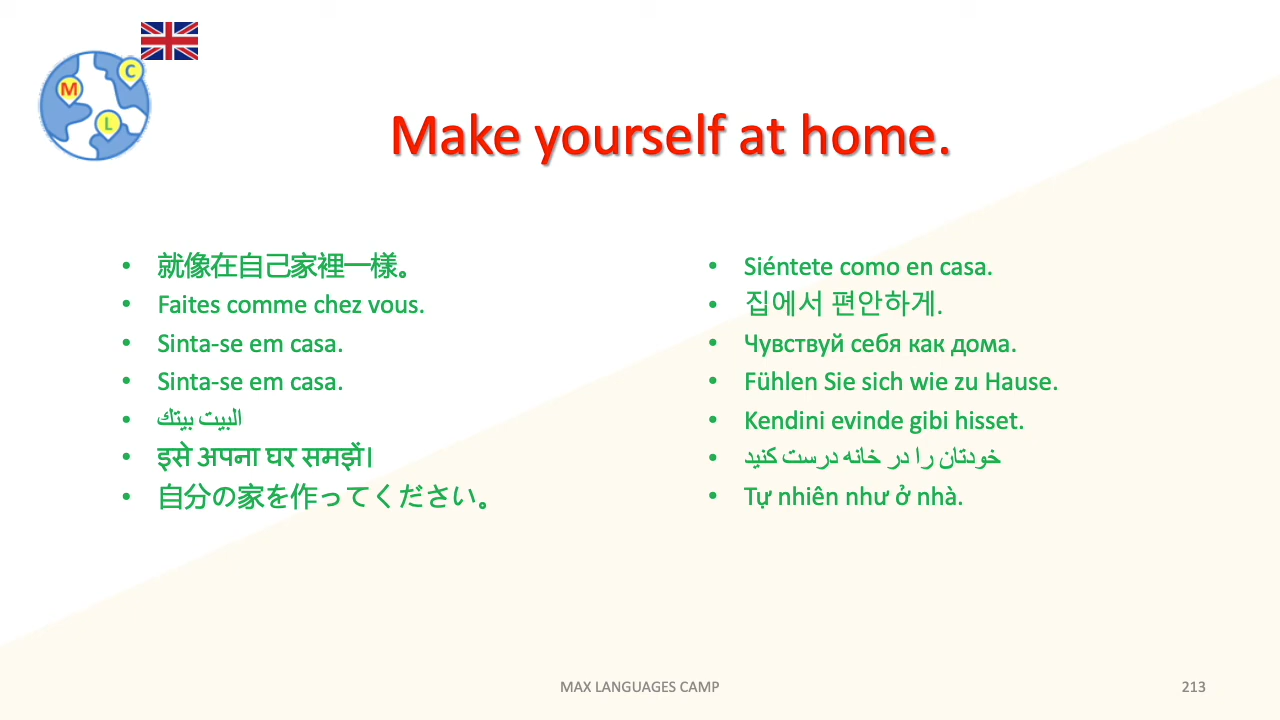 C
M
L
Make yourself at home.
• 就像在自己家裡一樣。
• Faites comme chez vous.
• Sinta-se em casa.
• Sinta-se em casa.
• البيت بيتك
• इसे अपना घर समझें।
• 自分の家を作ってください。
• Siéntete como en casa.
• 집에서 편안하게.
• Чувствуй себя как дома.
• Fühlen Sie sich wie zu Hause.
• Kendini evinde gibi hisset.
• خودتان را در خانه درست کنید
• Tự nhiên như ở nhà.
MAX LANGUAGES CAMP
213